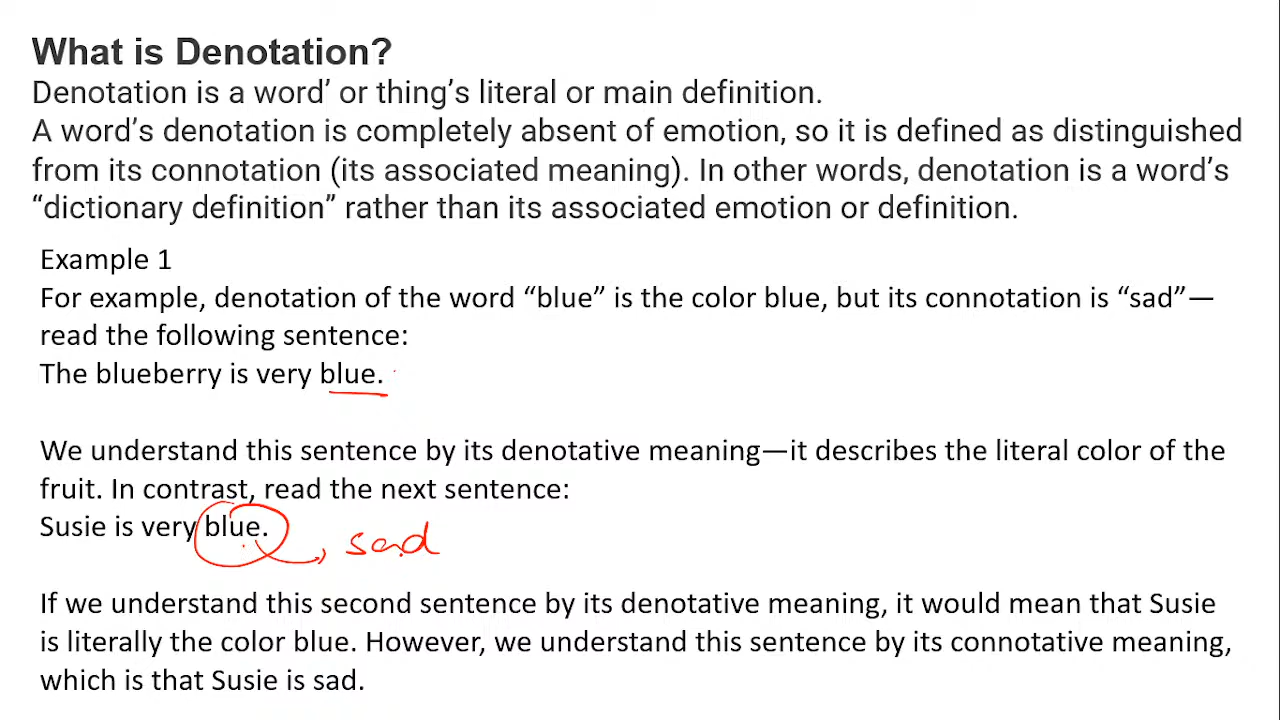 What is Denotation?
Denotation is a word’ or thing’s literal or main definition.
A word’s denotation is completely absent of emotion, so it is defined as distinguished
from its connotation (its associated meaning). In other words, denotation is a word’s
“dictionary definition” rather than its associated emotion or definition.
Example 1
For example, denotation of the word “blue” is the color blue, but its connotation is “sad”—
read the following sentence:
The blueberry is very blue.
We understand this sentence by its denotative meaning—it describes the literal color of the
fruit. In contrast, read the next sentence:
Susie is very blue. sad
If we understand this second sentence by its denotative meaning, it would mean that Susie
is literally the color blue. However, we understand this sentence by its connotative meaning,
which is that Susie is sad.